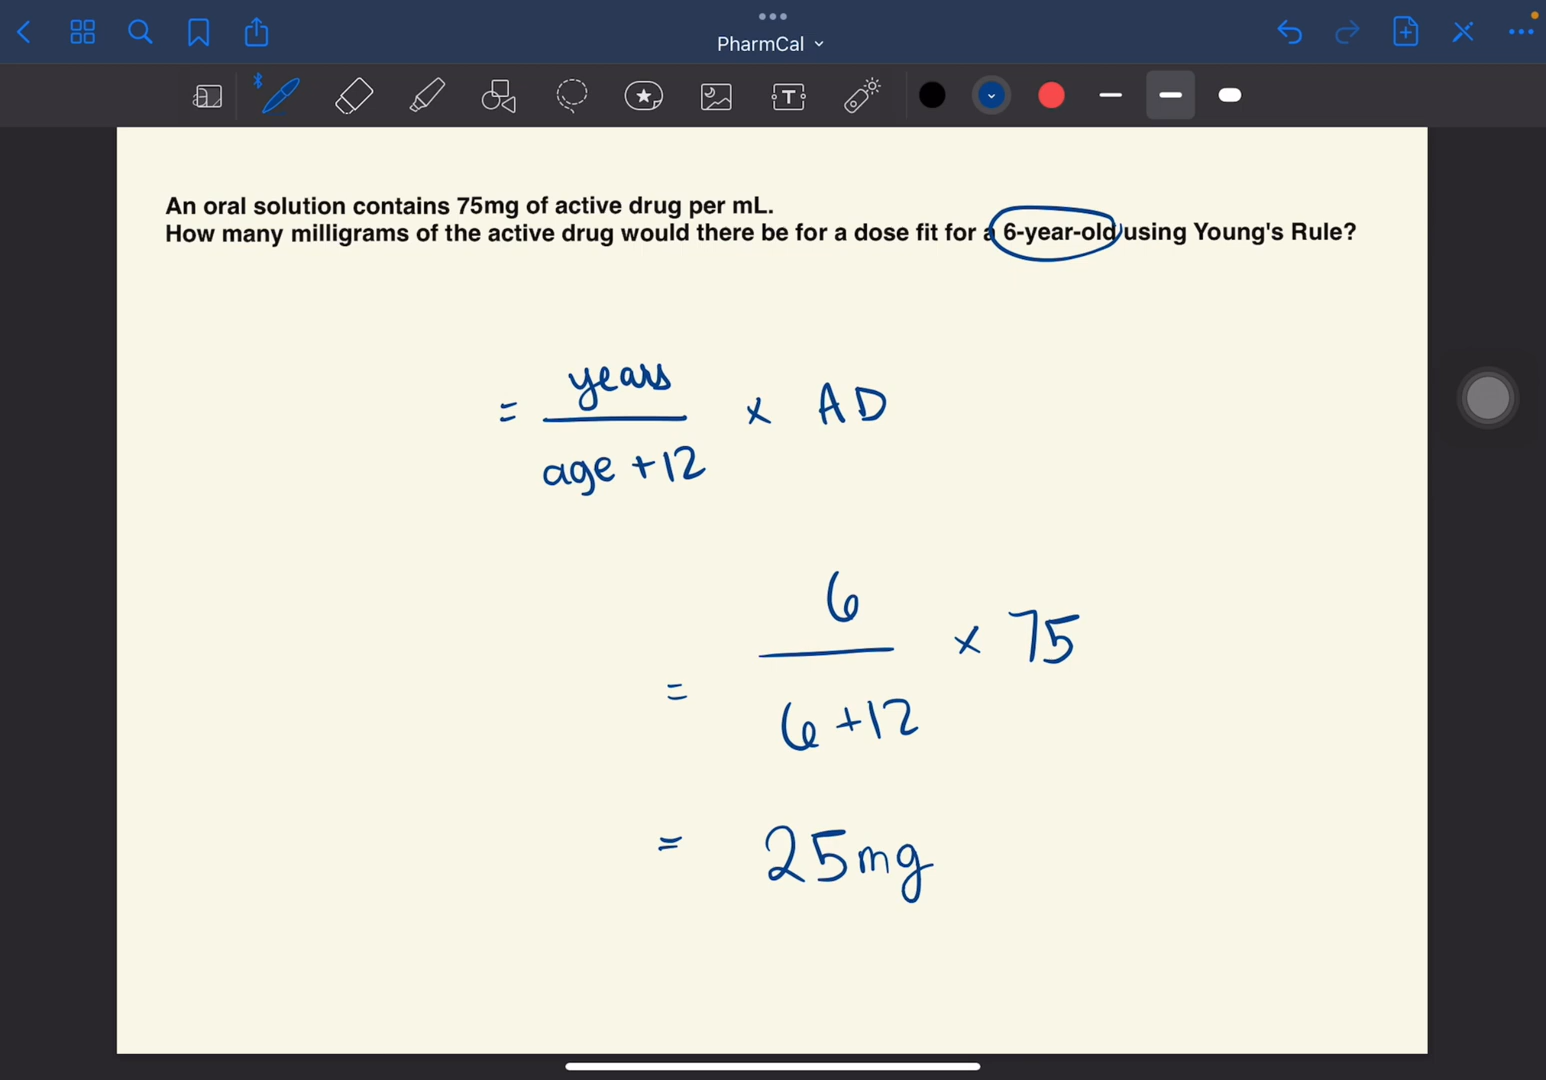 PharmCal
T
An oral solution contains 75mg of active drug per mL.
How many milligrams of the active drug would there be for a dose fit for a 6-year-old using Young's Rule?
= years / age + 12 x AD
= 6 / 6 + 12 x 75
= 25mg